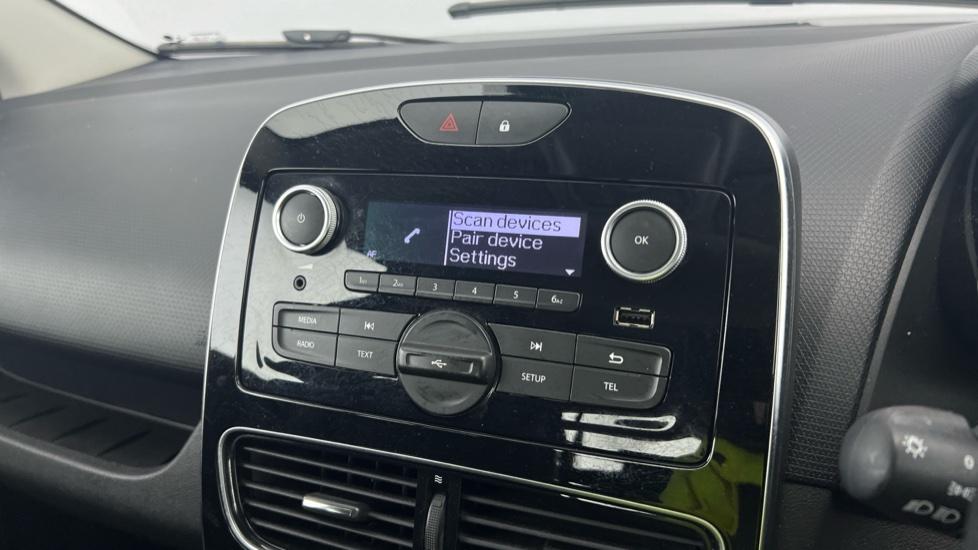 Scan devices
Pair device
AF
Settings
OK
1
2
3
4
5
6
MEDIA
RADIO
TEXT
SETUP
TEL